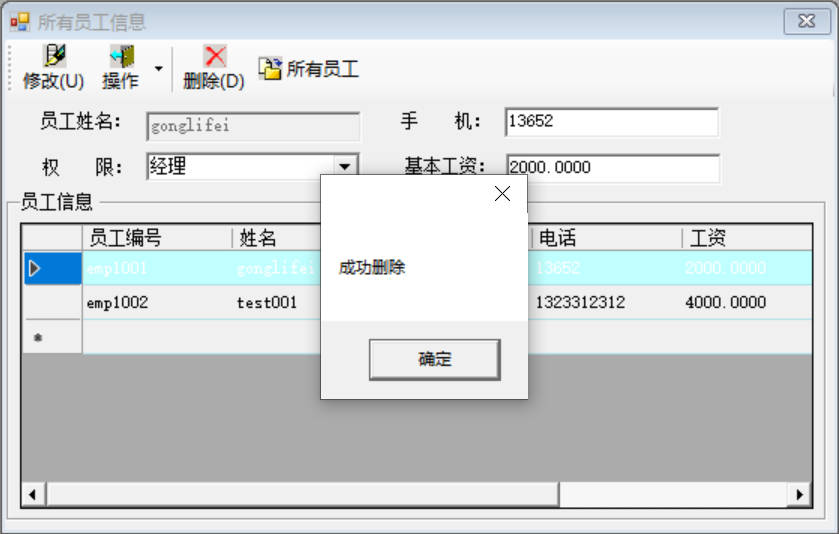 所有员工信息
修改(U) 操作 删除(D) 所有员工
员工姓名： gonglifei 手 机： 13652
权 限： 经理 基本工资： 2000.0000
员工信息
员工编号 姓名 电话 工资
emp1001 gonglifei 13652 2000.0000
成功删除
emp1002 test001 1323312312 4000.0000
确定